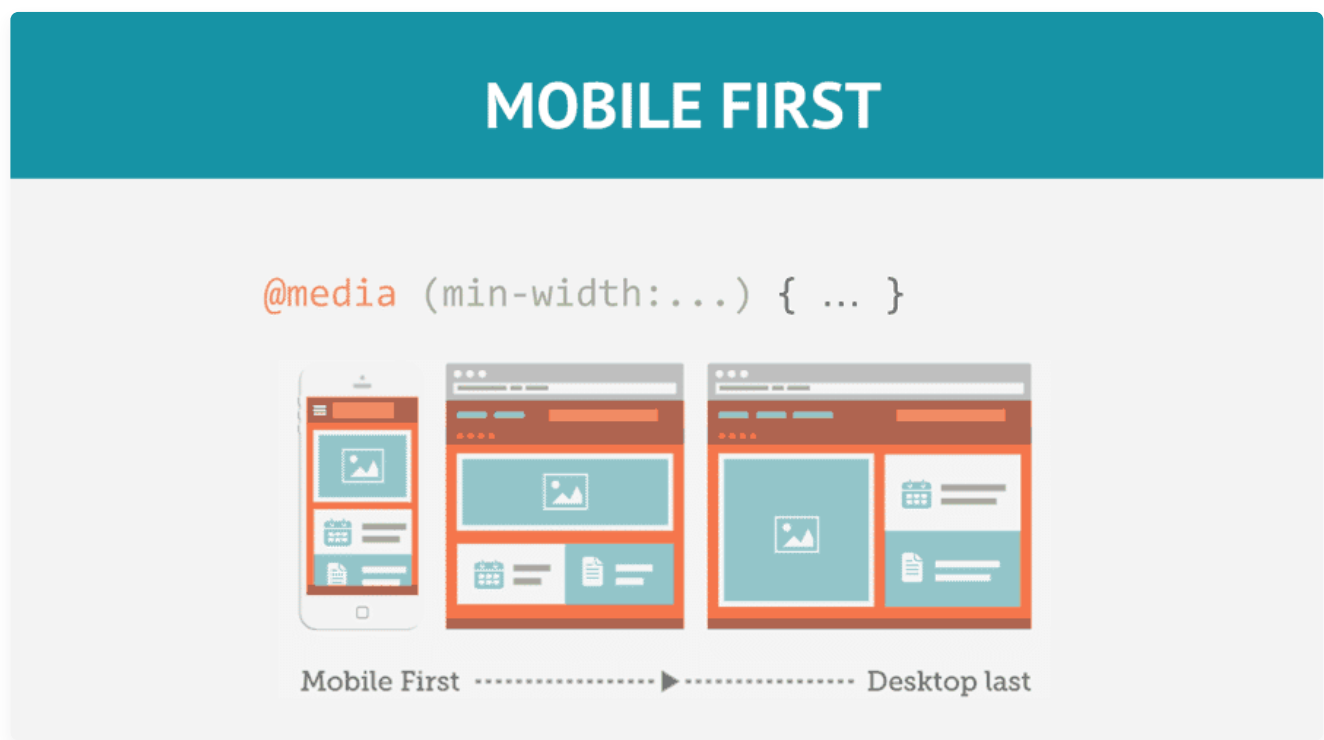 MOBILE FIRST
@media (min-width:...) { ... }
Mobile First Desktop last